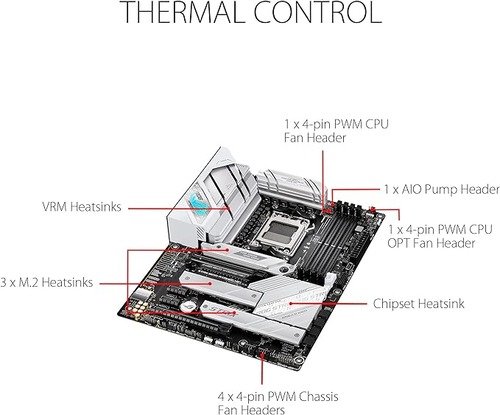 THERMAL CONTROL
1 x 4-pin PWM CPU
Fan Header
1 x AIO Pump Header
VRM Heatsinks
1 x 4-pin PWM CPU
OPT Fan Header
3 x M.2 Heatsinks
Chipset Heatsink
4 x 4-pin PWM Chassis
Fan Headers